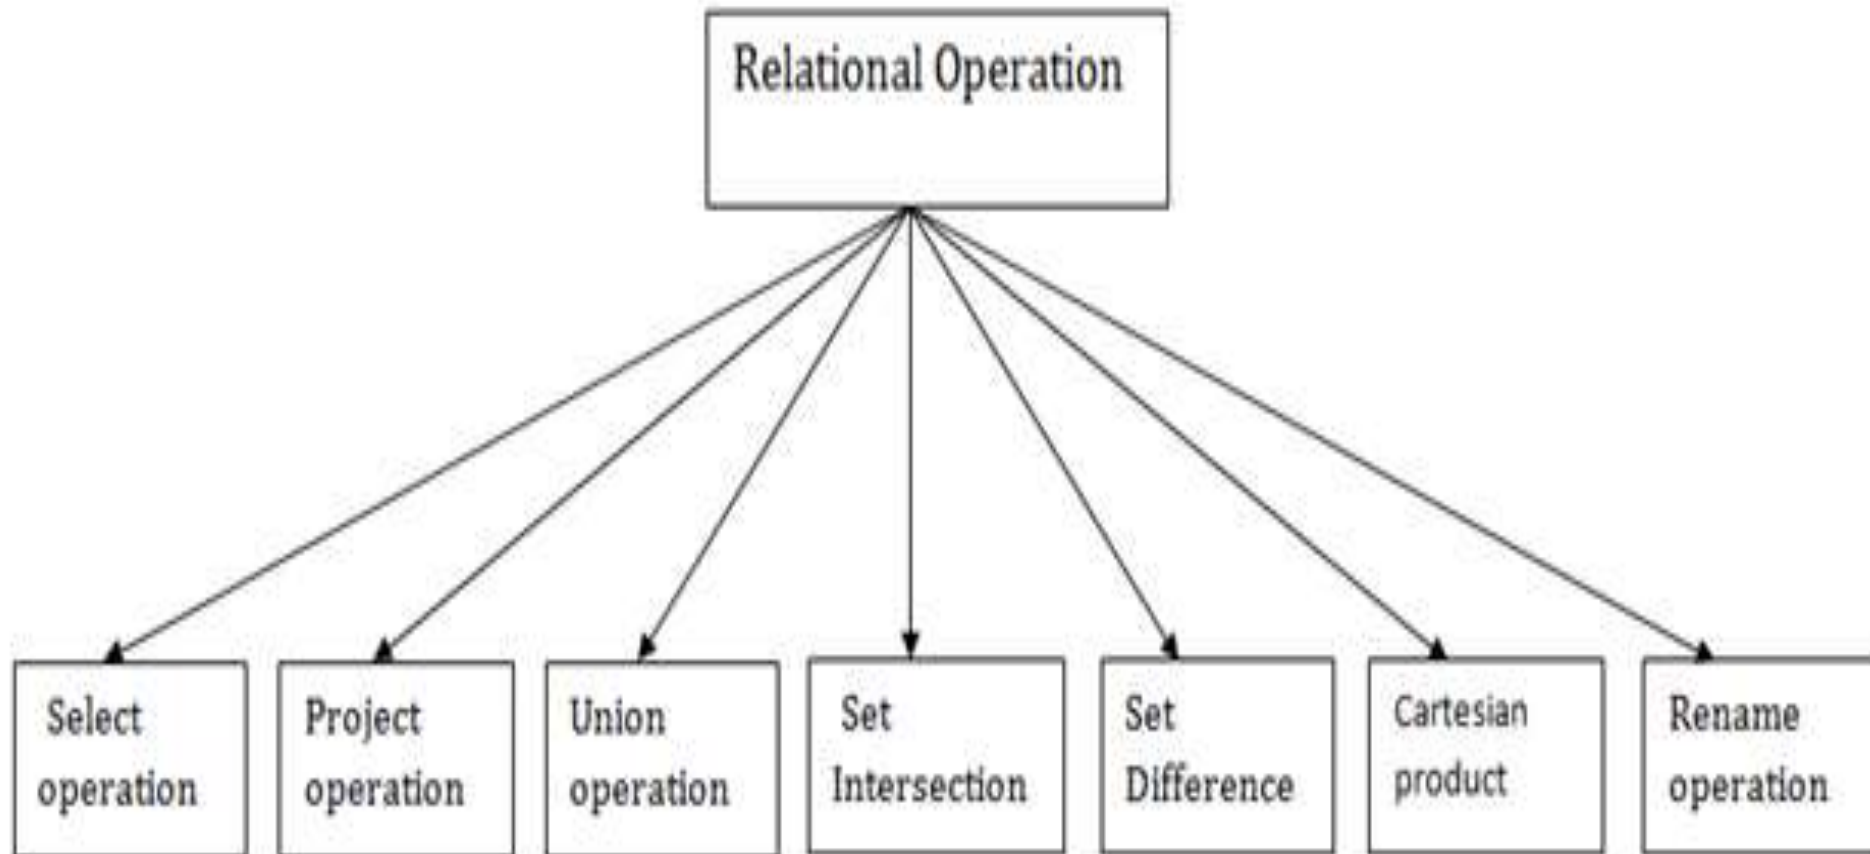 Relational Operation
Select
operation
Project
operation
Union
operation
Set
Intersection
Set
Difference
Cartesian
product
Rename
operation